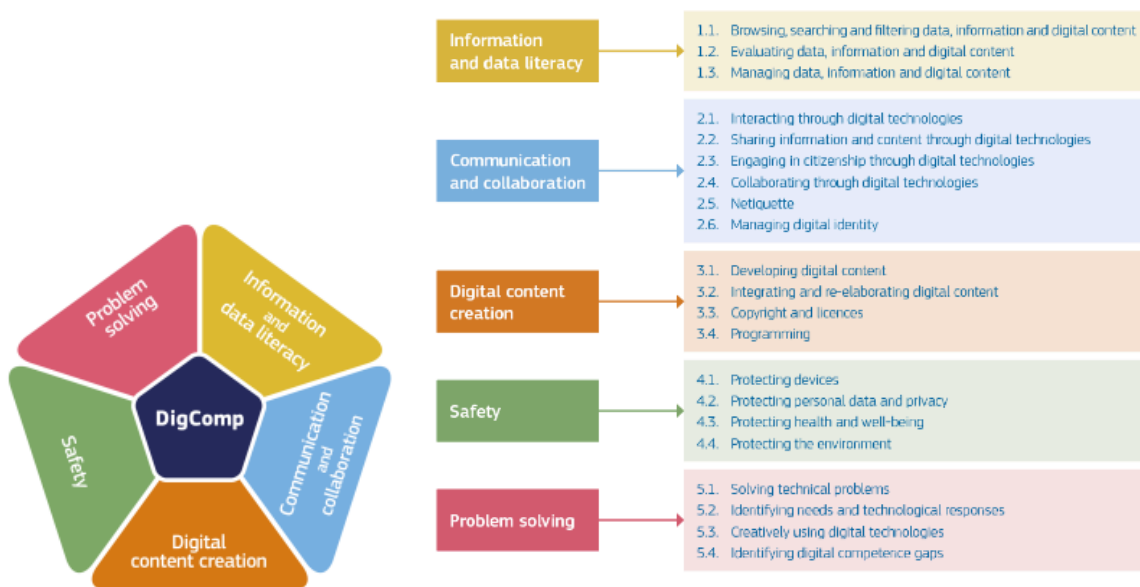 Problem
solving
Information
and
data literacy
DigComp
Safety
Communication
and
collaboration
Digital
content creation
Information
and data literacy
1.1. Browsing, searching and filtering data, information and digital content
1.2. Evaluating data, information and digital content
1.3. Managing data, information and digital content
Communication
and collaboration
2.1. Interacting through digital technologies
2.2. Sharing information and content through digital technologies
2.3. Engaging in citizenship through digital technologies
2.4. Collaborating through digital technologies
2.5. Netiquette
2.6. Managing digital identity
Digital content
creation
3.1. Developing digital content
3.2. Integrating and re-elaborating digital content
3.3. Copyright and licences
3.4. Programming
Safety
4.1. Protecting devices
4.2. Protecting personal data and privacy
4.3. Protecting health and well-being
4.4. Protecting the environment
Problem solving
5.1. Solving technical problems
5.2. Identifying needs and technological responses
5.3. Creatively using digital technologies
5.4. Identifying digital competence gaps